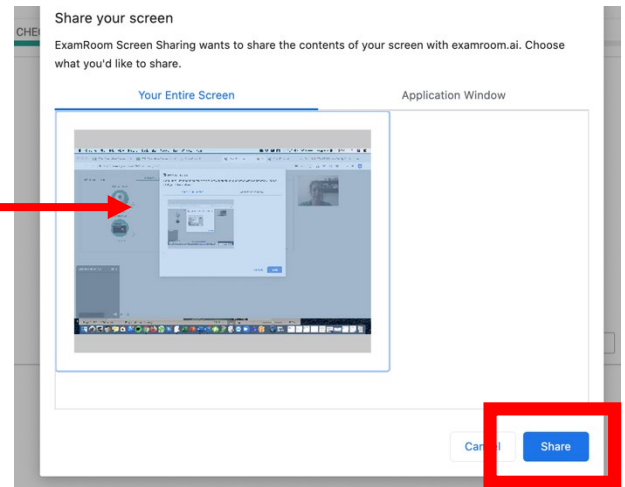 Share your screen
CHE
ExamRoom Screen Sharing wants to share the contents of your screen with examroom.ai. Choose
what you'd like to share.
Your Entire Screen
Application Window
Cancel
Share